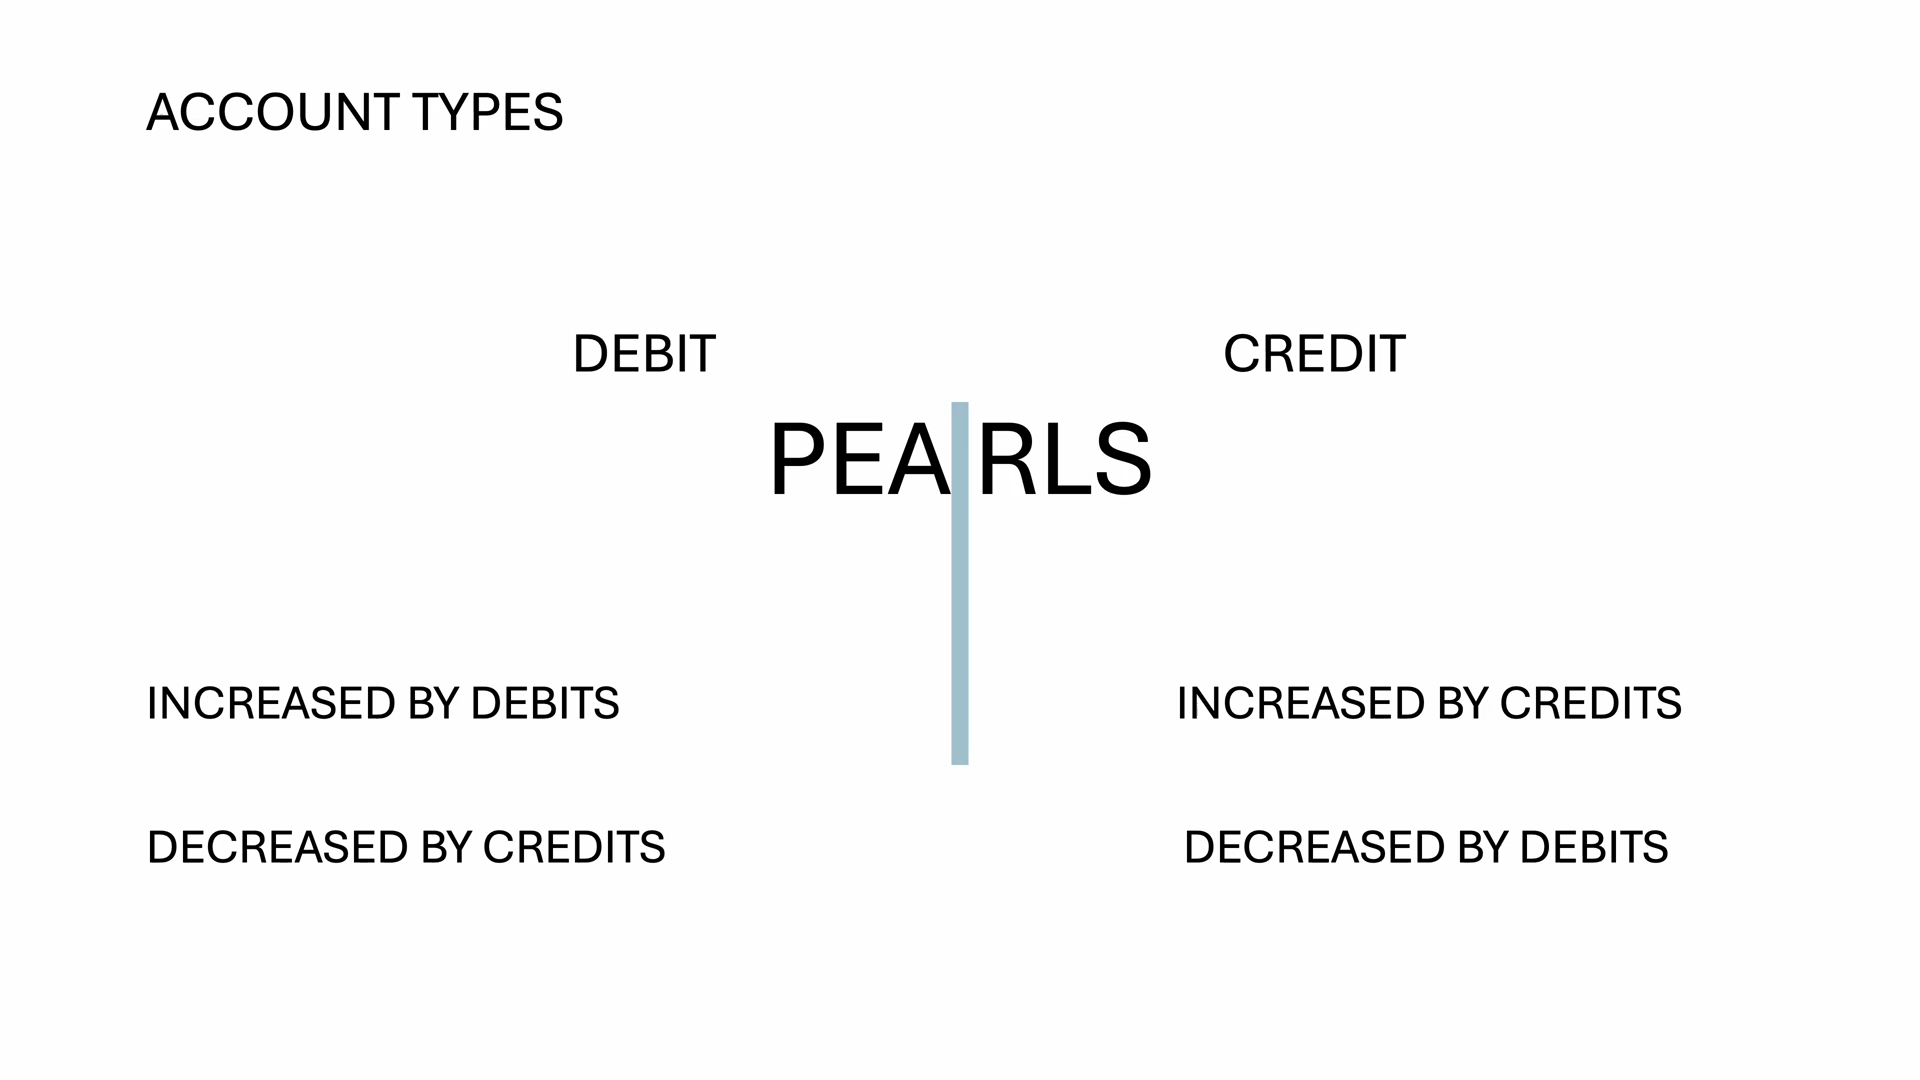 ACCOUNT TYPES
DEBIT CREDIT
PEA RLS
INCREASED BY DEBITS INCREASED BY CREDITS
DECREASED BY CREDITS DECREASED BY DEBITS